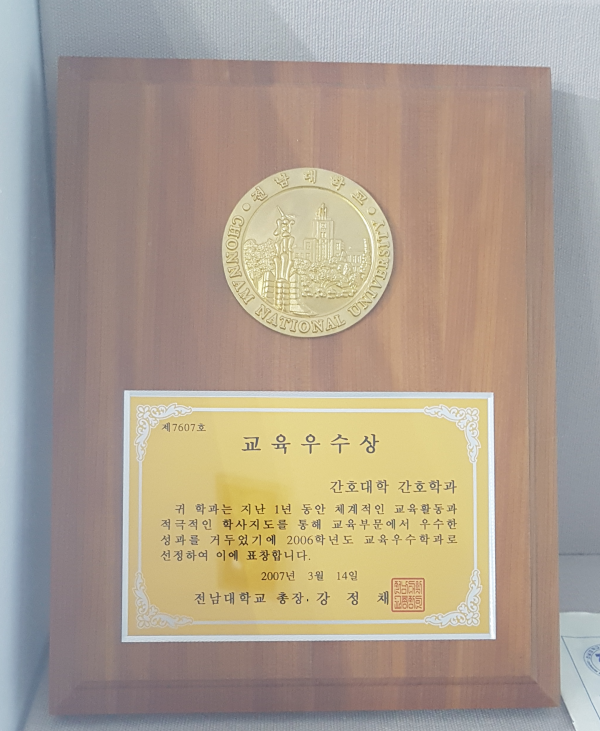 전남대학교
CHONNAM NATIONAL UNIVERSITY
제7607호
교육우수상
간호대학 간호학과
귀 학과는 지난 1년 동안 체계적인 교육활동과
적극적인 학사지도를 통해 교육부문에서 우수한
성과를 거두었기에 2006학년도 교육우수학과로
선정하여 이에 표창합니다.
2007년 3월 14일
전남대학교 총장, 강 정 채